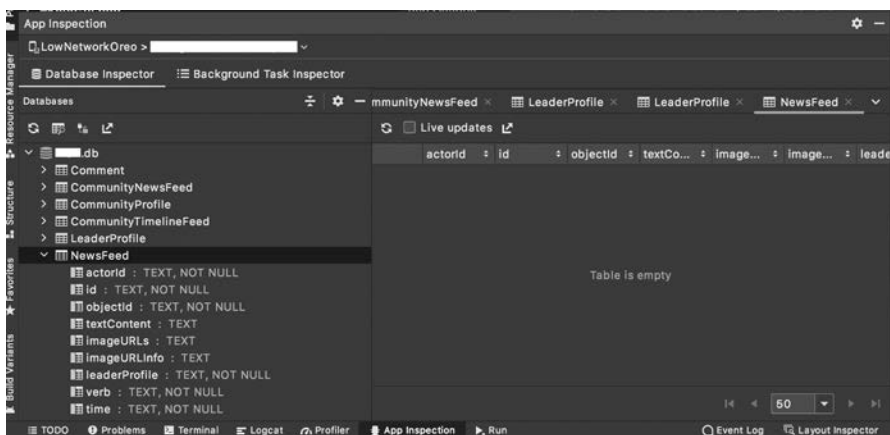 App Inspection
LowNetworkOreo >
Database Inspector
Background Task Inspector
Databases
mmunityNewsFeed
LeaderProfile
LeaderProfile
NewsFeed
Live updates
.db
Comment
CommunityNewsFeed
CommunityProfile
CommunityTimelineFeed
LeaderProfile
NewsFeed
actorId : TEXT, NOT NULL
id : TEXT, NOT NULL
objectId : TEXT, NOT NULL
textContent : TEXT
imageURLs : TEXT
imageURLInfo : TEXT
leaderProfile : TEXT, NOT NULL
verb : TEXT, NOT NULL
time : TEXT, NOT NULL
actorId id objectId textCo... image... image... leade
Table is empty
50
Resource Manager
Structure
Favorites
Build Variants
TODO Problems Terminal Logcat Profiler App Inspection Run Event Log Layout Inspector